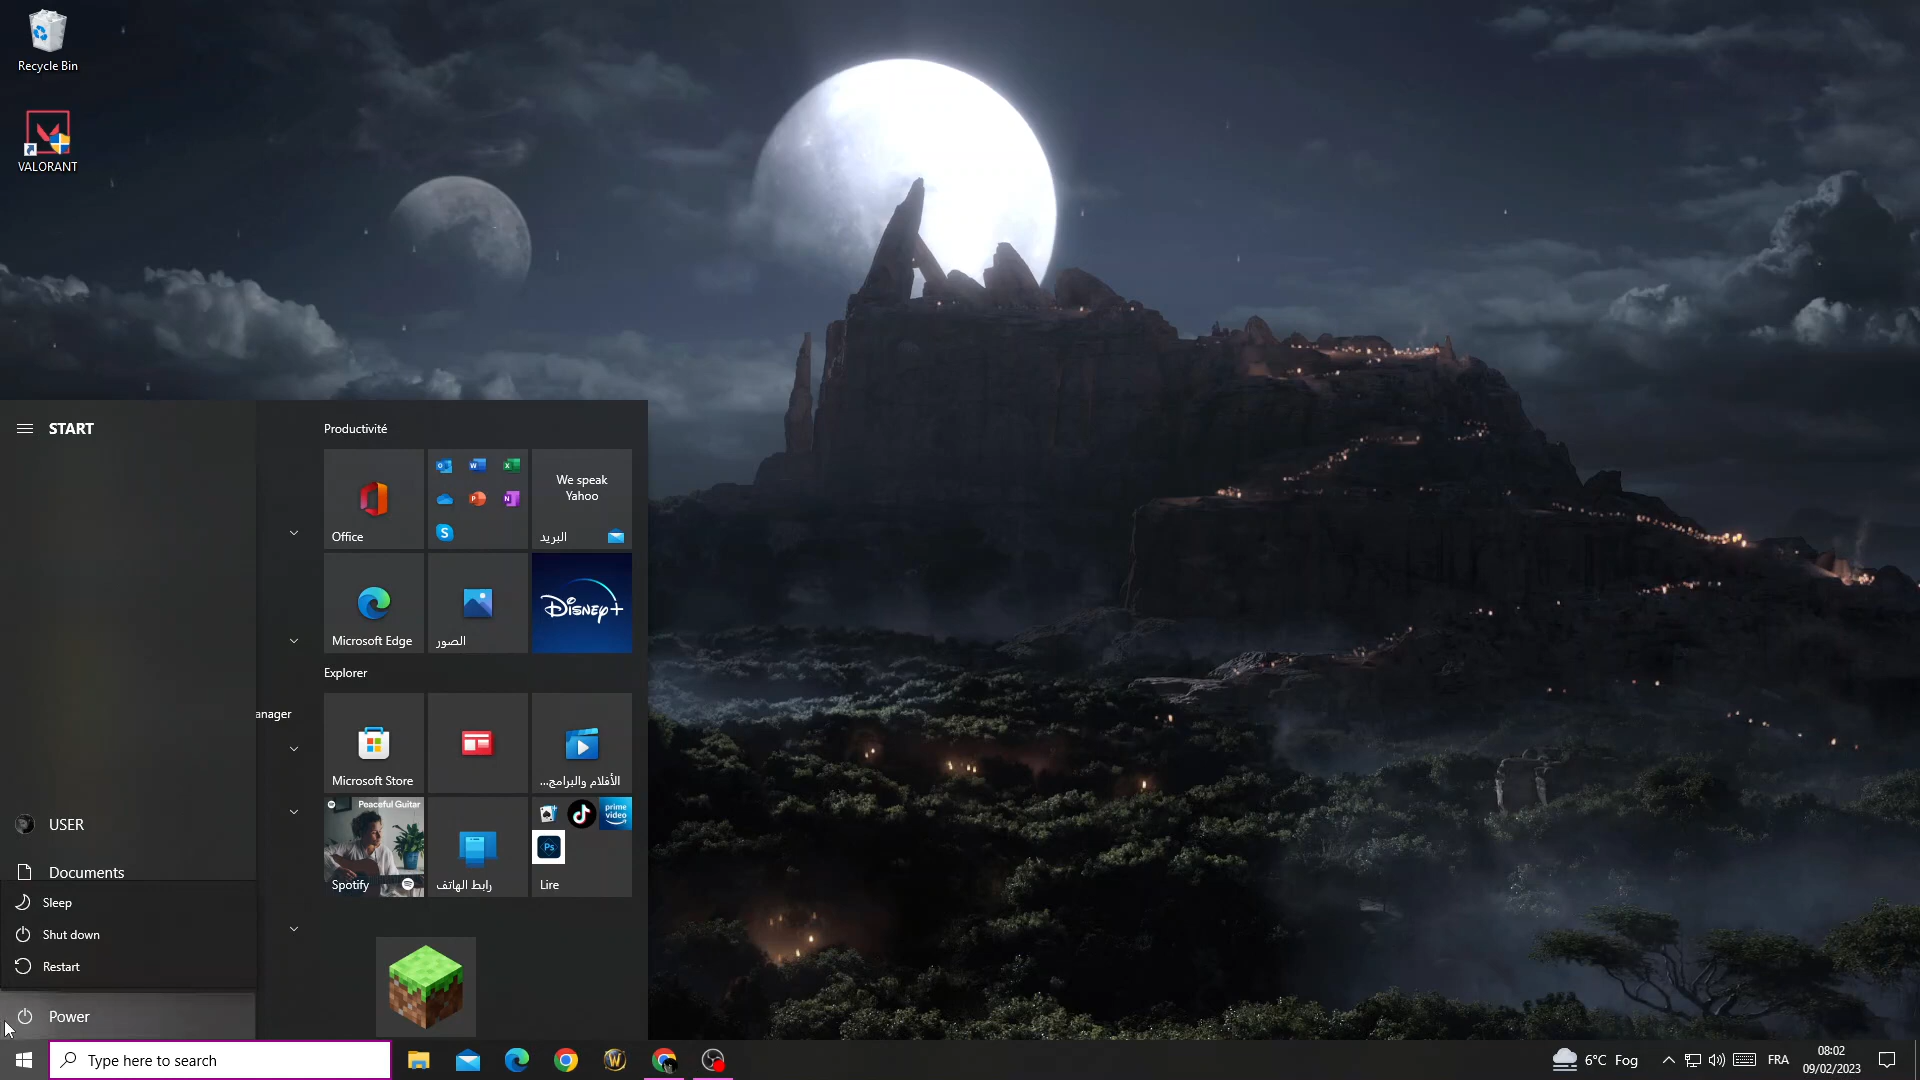 Recycle Bin
VALORANT
START
Productivité
Office
We speak
Yahoo
البريد
Microsoft Edge
الصور
Disney+
Explorer
anager
Microsoft Store
الأفلام والبرامج...
Peaceful Guitar
Spotify
رابط الهاتف
prime
video
Ps
Lire
USER
Documents
Sleep
Shut down
Restart
Power
Type here to search
6°C Fog
FRA
08:02
09/02/2023